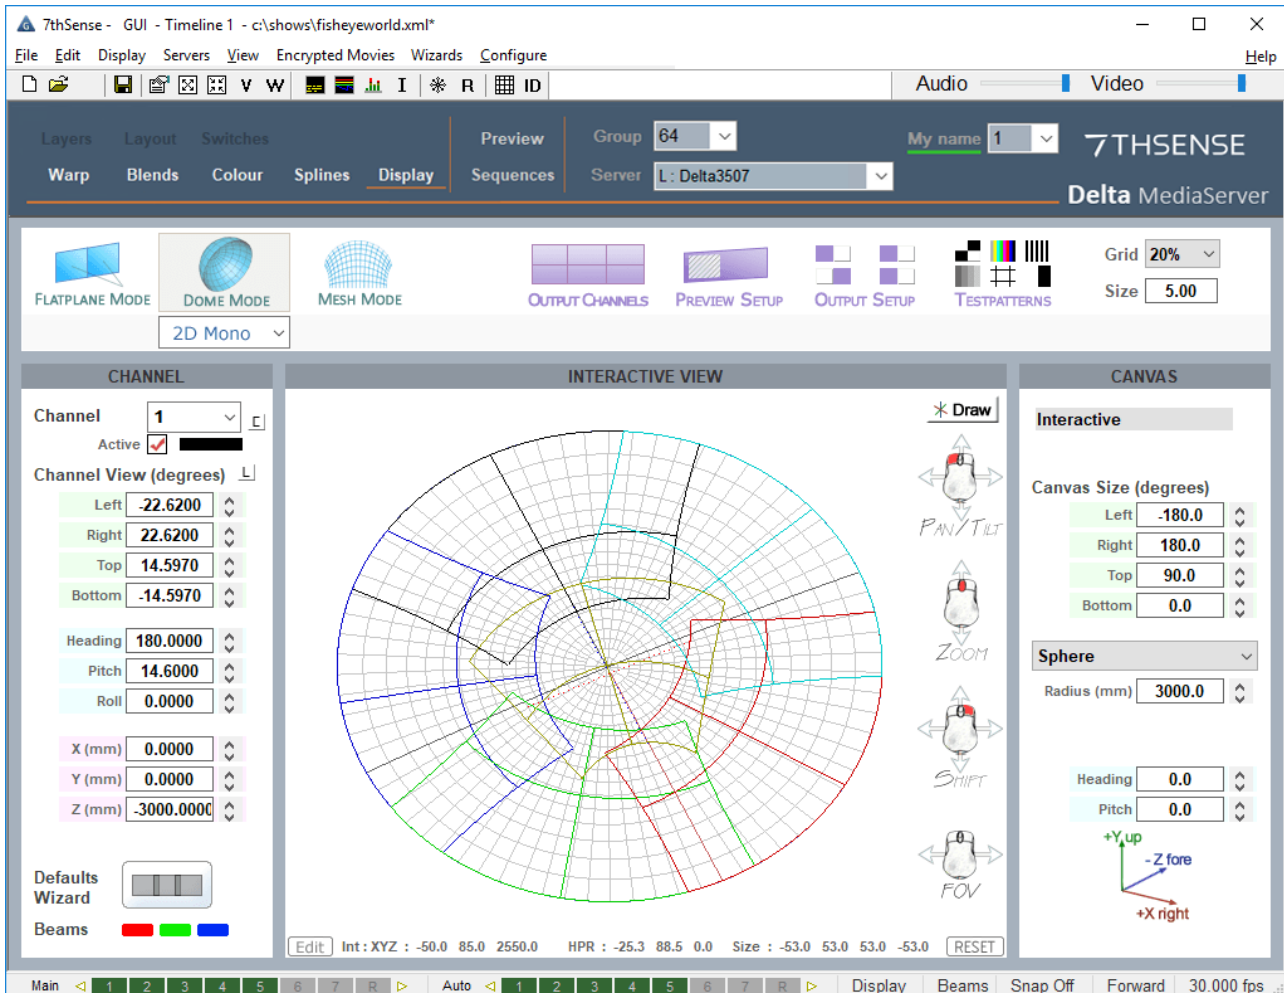 7thSense - GUI - Timeline 1 - c:\shows\fisheyeworld.xml*
File Edit Display Servers View Encrypted Movies Wizards Configure Help
V W I R ID Audio Video
Layers Layout Switches Preview Group 64 My name 1 7THSENSE
Warp Blends Colour Splines Display Sequences Server L : Delta3507
Delta MediaServer
FLATPLANE MODE DOME MODE MESH MODE OUTPUT CHANNELS PREVIEW SETUP OUTPUT SETUP TESTPATTERNS
Grid 20%
Size 5.00
2D Mono
CHANNEL
Channel 1
Active
Channel View (degrees) L
Left -22.6200
Right 22.6200
Top 14.5970
Bottom -14.5970
Heading 180.0000
Pitch 14.6000
Roll 0.0000
X (mm) 0.0000
Y (mm) 0.0000
Z (mm) -3000.0000
Defaults
Wizard
Beams
INTERACTIVE VIEW
Draw
PAN/TILT
ZOOM
SHIFT
FOV
Edit Int : XYZ : -50.0 85.0 2550.0 HPR : -25.3 88.5 0.0 Size : -53.0 53.0 53.0 -53.0 RESET
CANVAS
Interactive
Canvas Size (degrees)
Left -180.0
Right 180.0
Top 90.0
Bottom 0.0
Sphere
Radius (mm) 3000.0
Heading 0.0
Pitch 0.0
+Y up
- Z fore
+X right
Main 1 2 3 4 5 6 7 R Auto 1 2 3 4 5 6 7 R Display Beams Snap Off Forward 30.000 fps